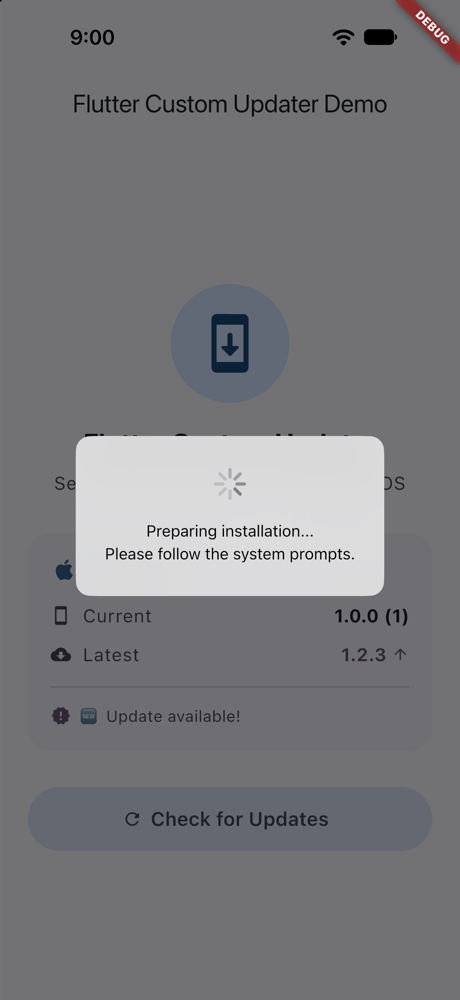 9:00
DEBUG
Flutter Custom Updater Demo
Preparing installation...
Please follow the system prompts.
Current 1.0.0 (1)
Latest 1.2.3 ↑
NEW Update available!
Check for Updates